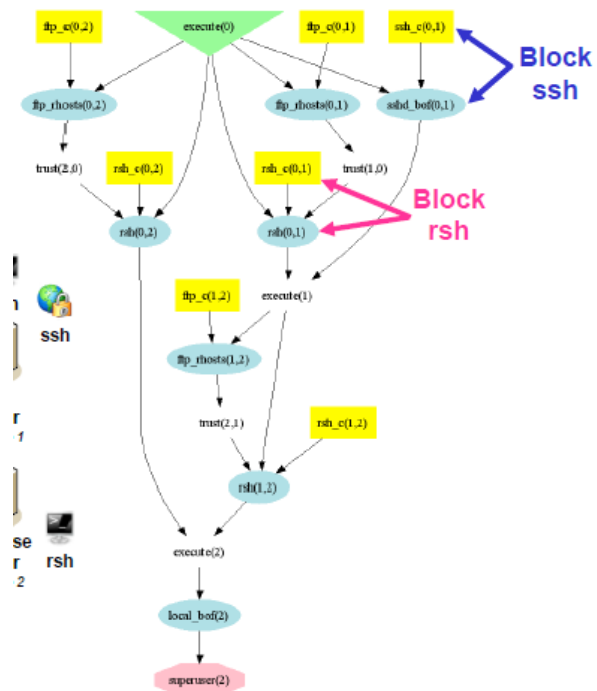 ftp_c(0,2)
execute(0)
ftp_c(0,1)
ssh_c(0,1)
Block
ssh
ftp_rhosts(0,2)
ftp_rhosts(0,1)
sshd_bof(0,1)
trust(2,0)
rsh_c(0,2)
rsh_c(0,1)
trust(1,0)
Block
rsh
rsh(0,2)
rsh(0,1)
n
ssh
ftp_c(1,2)
execute(1)
ftp_rhosts(1,2)
r
1
trust(2,1)
rsh_c(1,2)
rsh(1,2)
se
r
2
rsh
execute(2)
local_bof(2)
superuser(2)